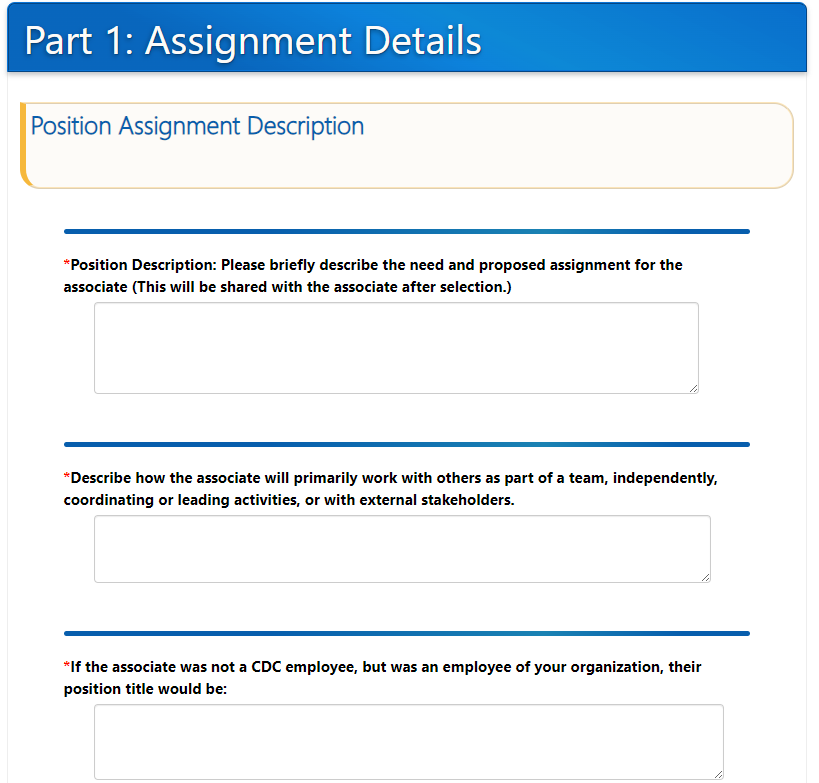 Part 1: Assignment Details
Position Assignment Description
*Position Description: Please briefly describe the need and proposed assignment for the
associate (This will be shared with the associate after selection.)
*Describe how the associate will primarily work with others as part of a team, independently,
coordinating or leading activities, or with external stakeholders.
*If the associate was not a CDC employee, but was an employee of your organization, their
position title would be: